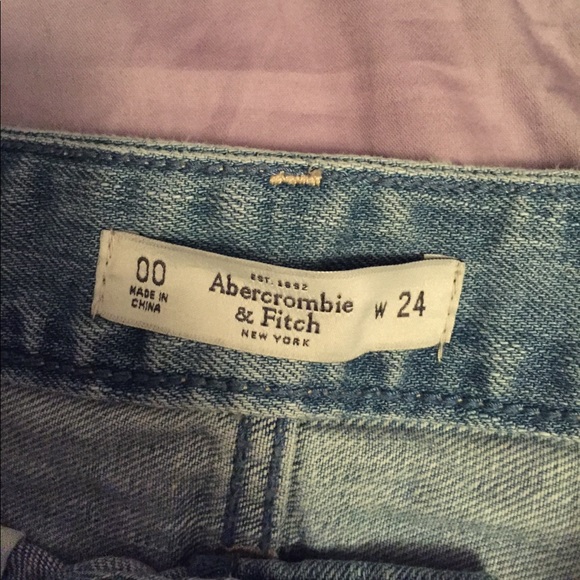 00
MADE IN
CHINA
EST. 1892
Abercrombie
& Fitch
NEW YORK
W 24